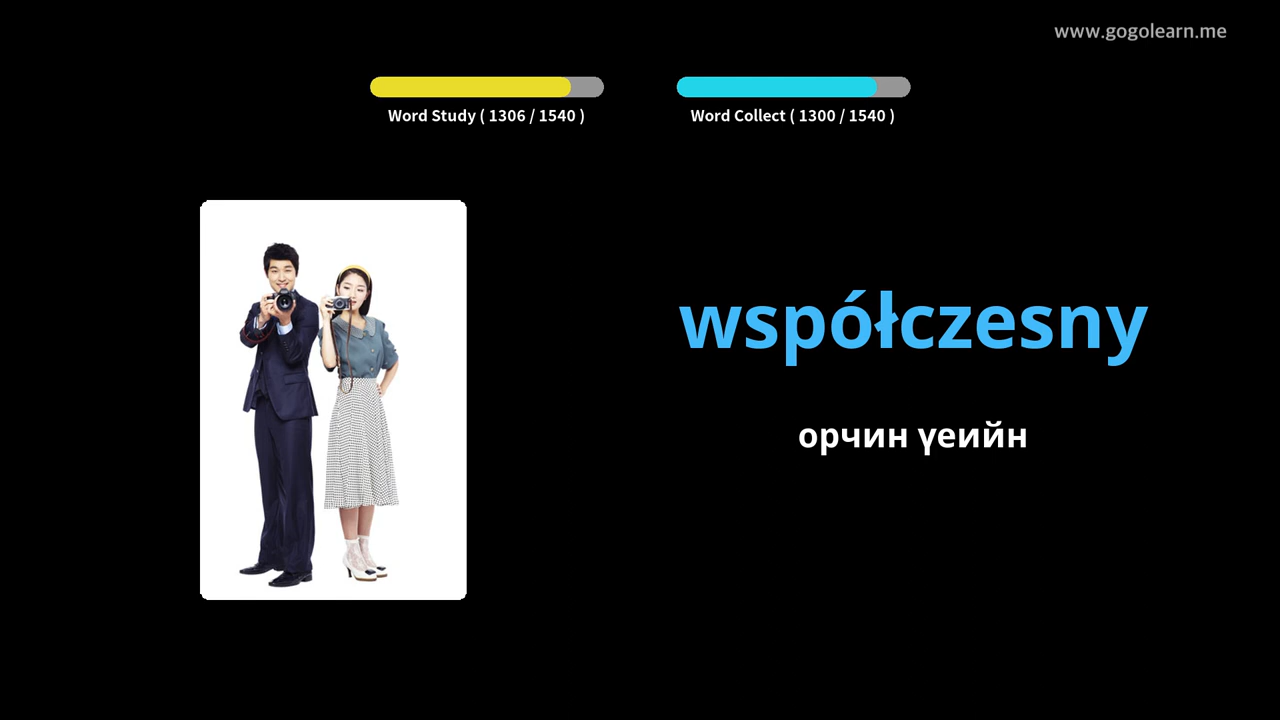 www.gogolearn.me
Word Study ( 1306 / 1540 )
Word Collect ( 1300 / 1540 )
współczesny
орчин үеийн